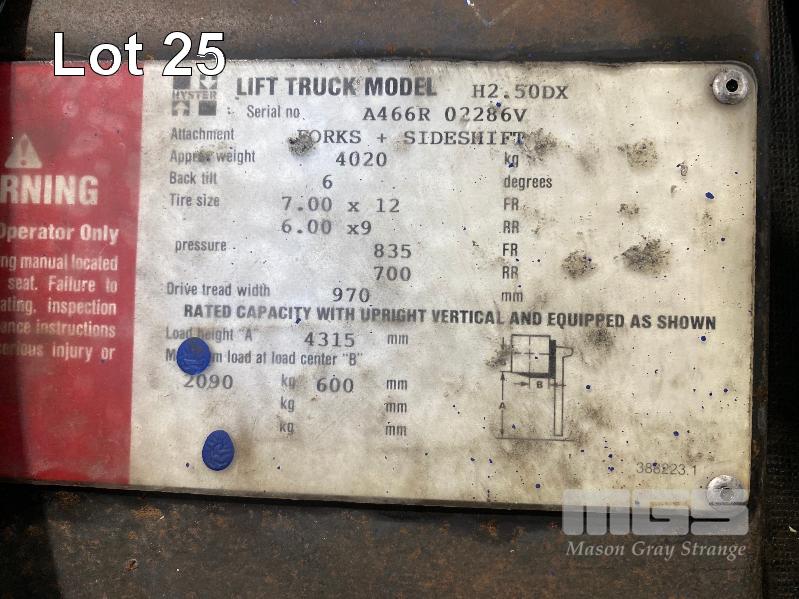 Lot 25
HYSTER
LIFT TRUCK MODEL H2.50DX
Serial no A466R 02286V
Attachment FORKS + SIDESHIFT
Approx weight 4020 kg
Back tilt 6 degrees
Tire size 7.00 x 12 FR
6.00 x9 RR
pressure 835 FR
700 RR
Drive tread width 970 mm
RATED CAPACITY WITH UPRIGHT VERTICAL AND EQUIPPED AS SHOWN
Load height "A" 4315 mm
load at load center "B"
2090 kg 600 mm
kg mm
kg mm
B
A
388223.1
RNING
Operator Only
ng manual located
seat. Failure to
ating, inspection
ance instructions
serious injury or
MGS
Mason Gray Strange